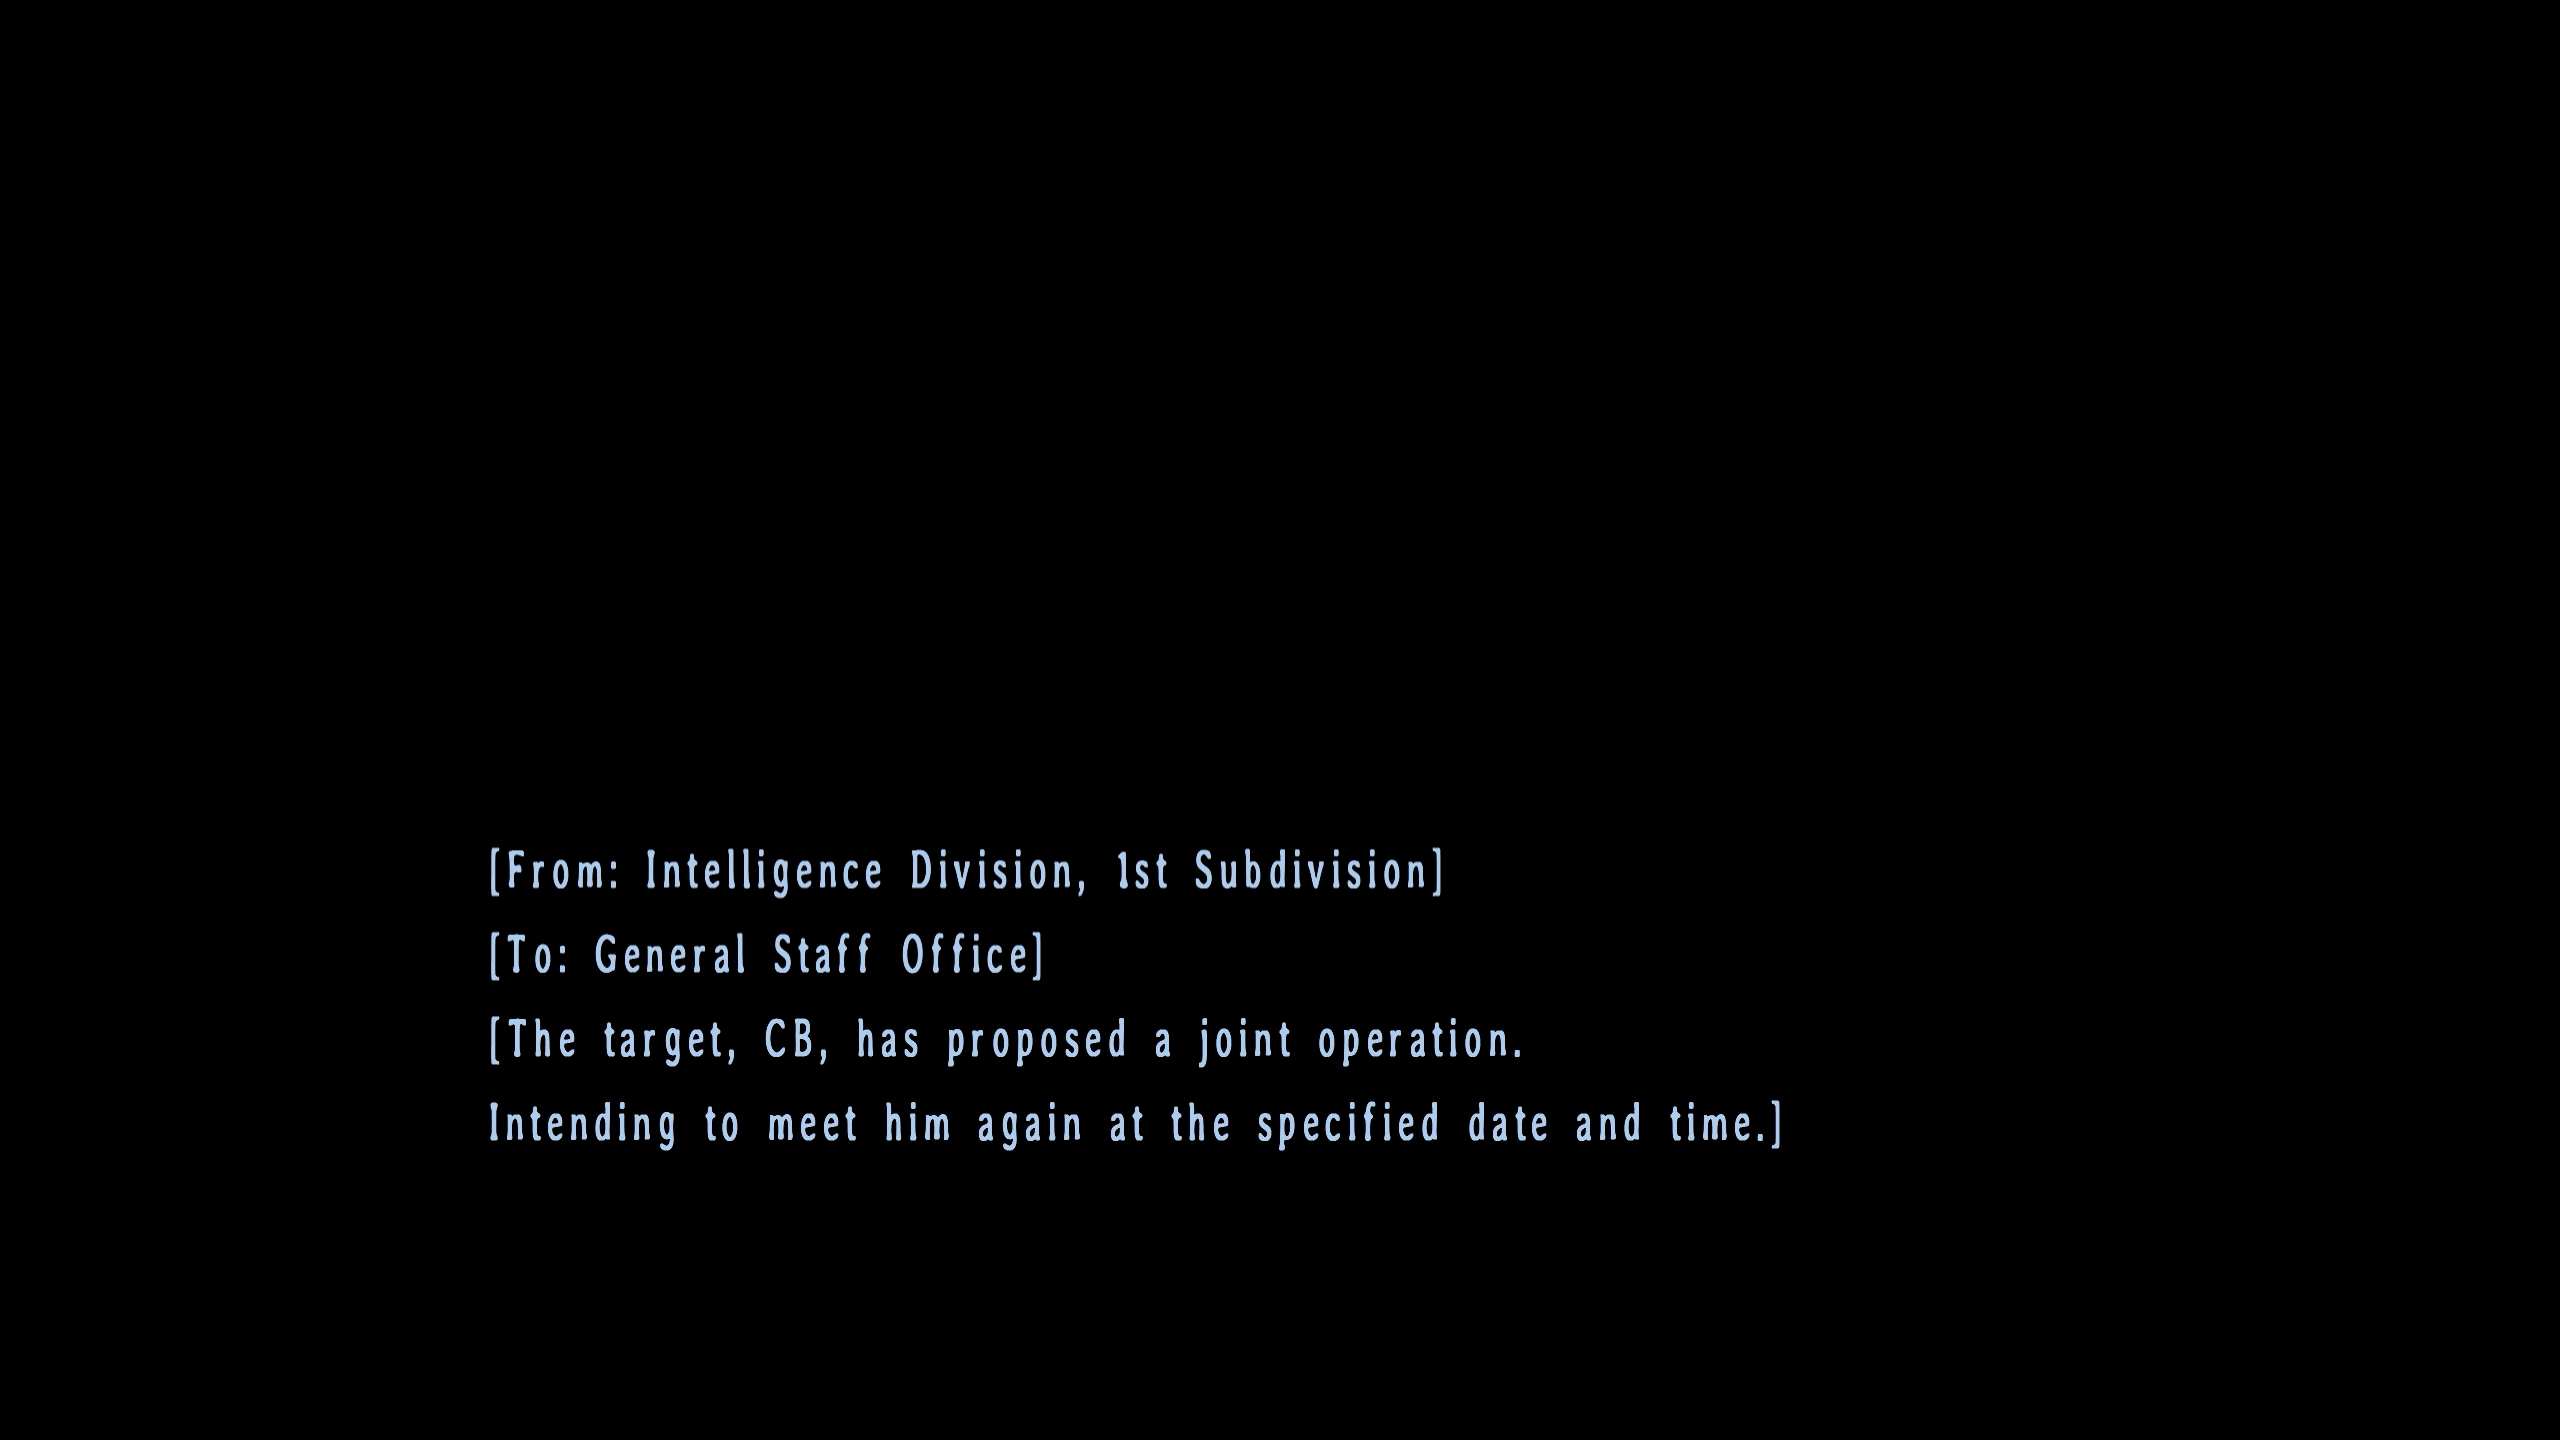 [From: Intelligence Division, 1st Subdivision]
[To: General Staff Office]
[The target, CB, has proposed a joint operation.
Intending to meet him again at the specified date and time.]